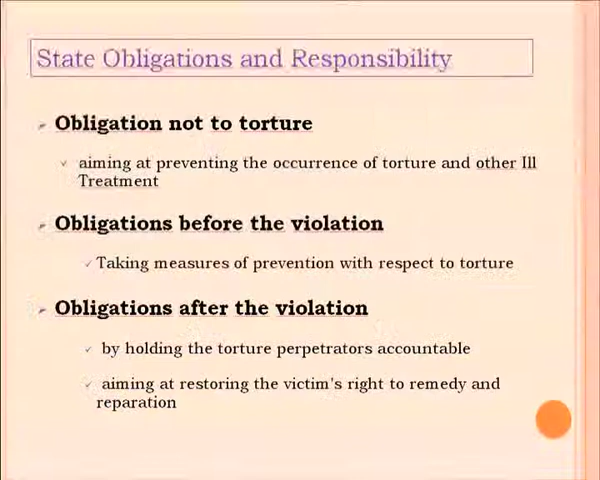 State Obligations and Responsibility
Obligation not to torture
aiming at preventing the occurrence of torture and other Ill
Treatment
Obligations before the violation
Taking measures of prevention with respect to torture
Obligations after the violation
by holding the torture perpetrators accountable
aiming at restoring the victim's right to remedy and
reparation